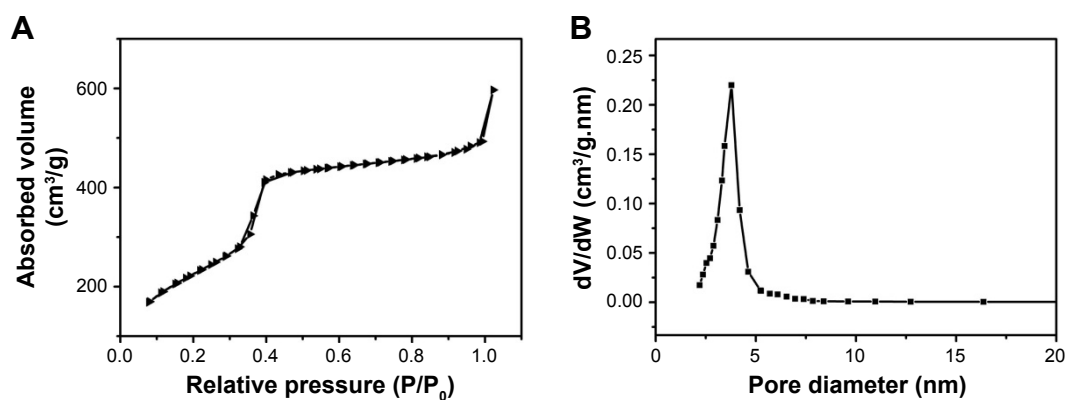 A
Absorbed volume
(cm³/g)
600
400
200
0.0 0.2 0.4 0.6 0.8 1.0
Relative pressure (P/P₀)
B
dV/dW (cm³/g.nm)
0.25
0.20
0.15
0.10
0.05
0.00
0 5 10 15 20
Pore diameter (nm)